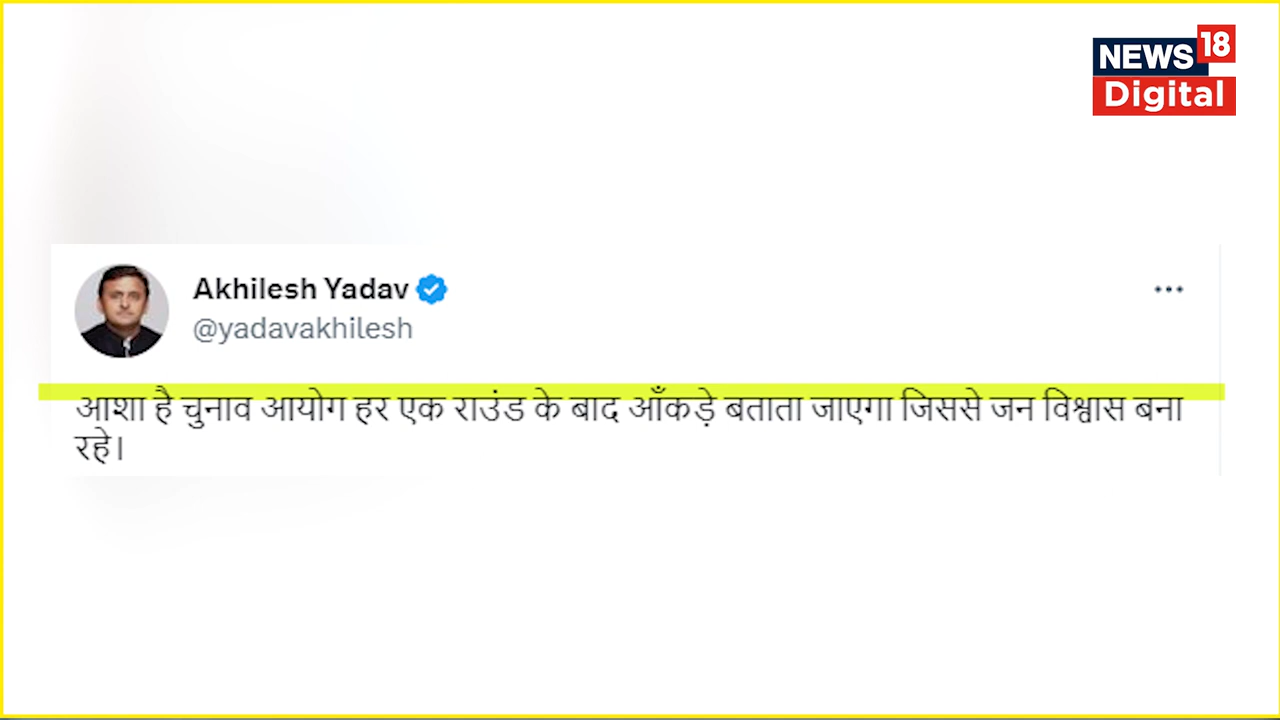 NEWS 18
Digital
Akhilesh Yadav
@yadavakhilesh
आशा है चुनाव आयोग हर एक राउंड के बाद आँकड़े बताता जाएगा जिससे जन विश्वास बना
रहे।